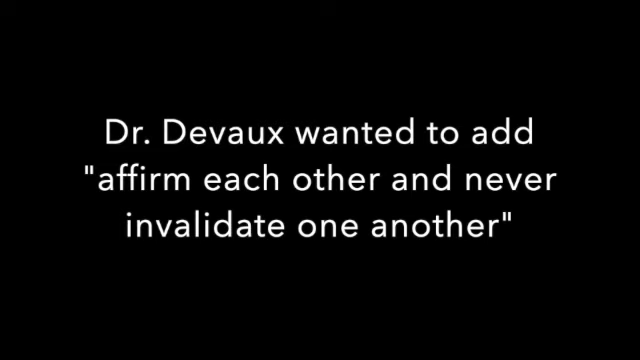 Dr. Devaux wanted to add
"affirm each other and never
invalidate one another"